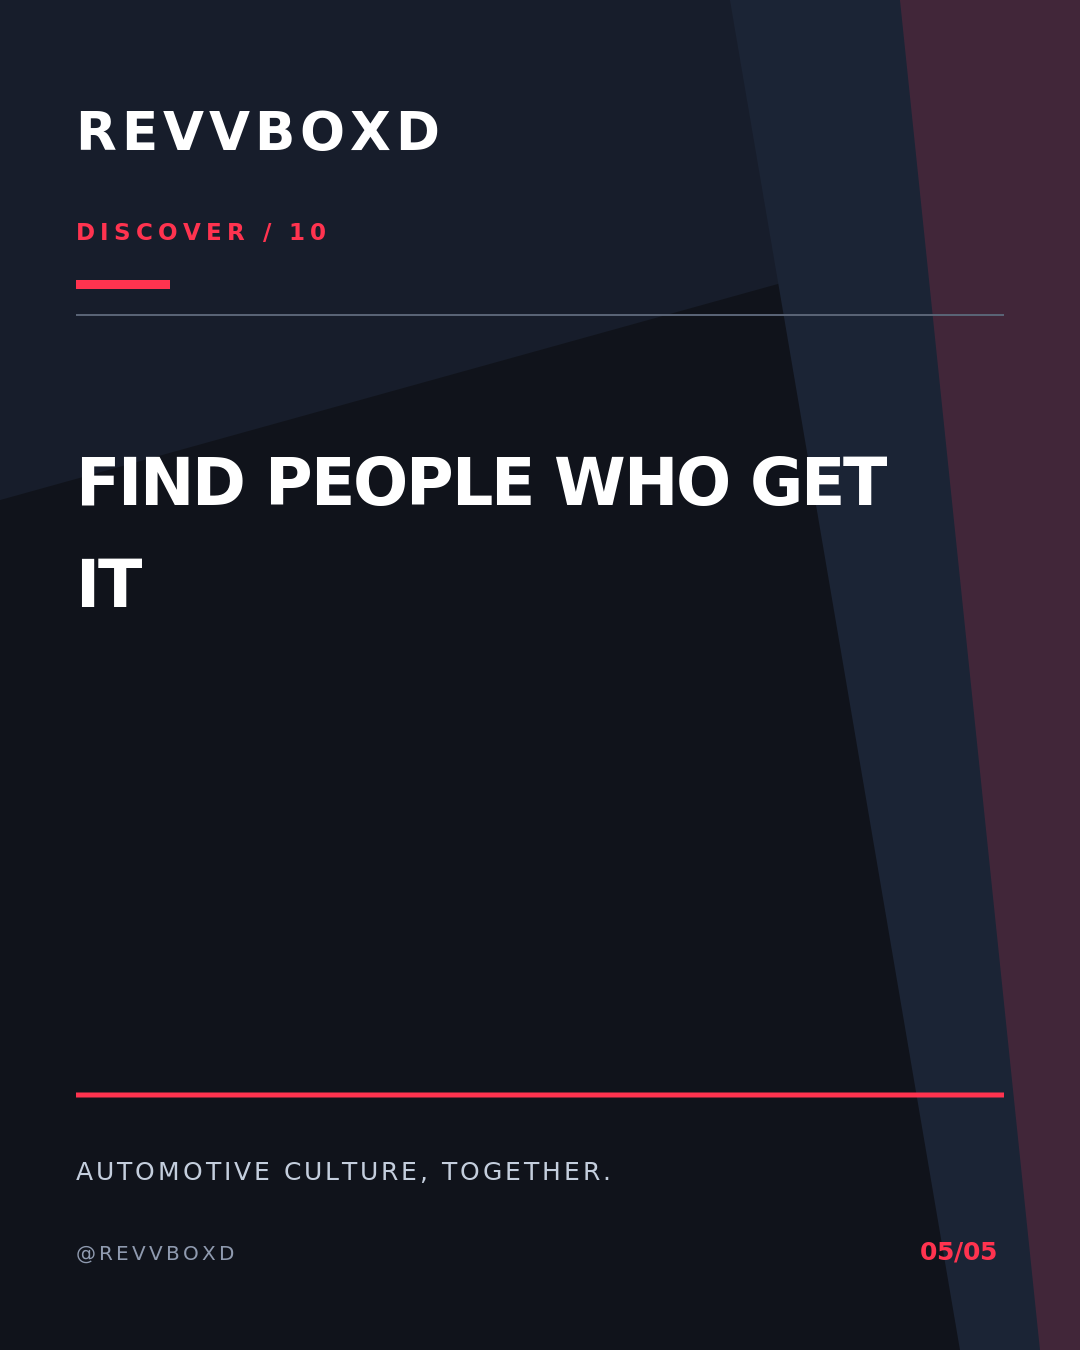 REVVBOXD
DISCOVER / 10
FIND PEOPLE WHO GET
IT
AUTOMOTIVE CULTURE, TOGETHER.
@REVVBOXD
05/05